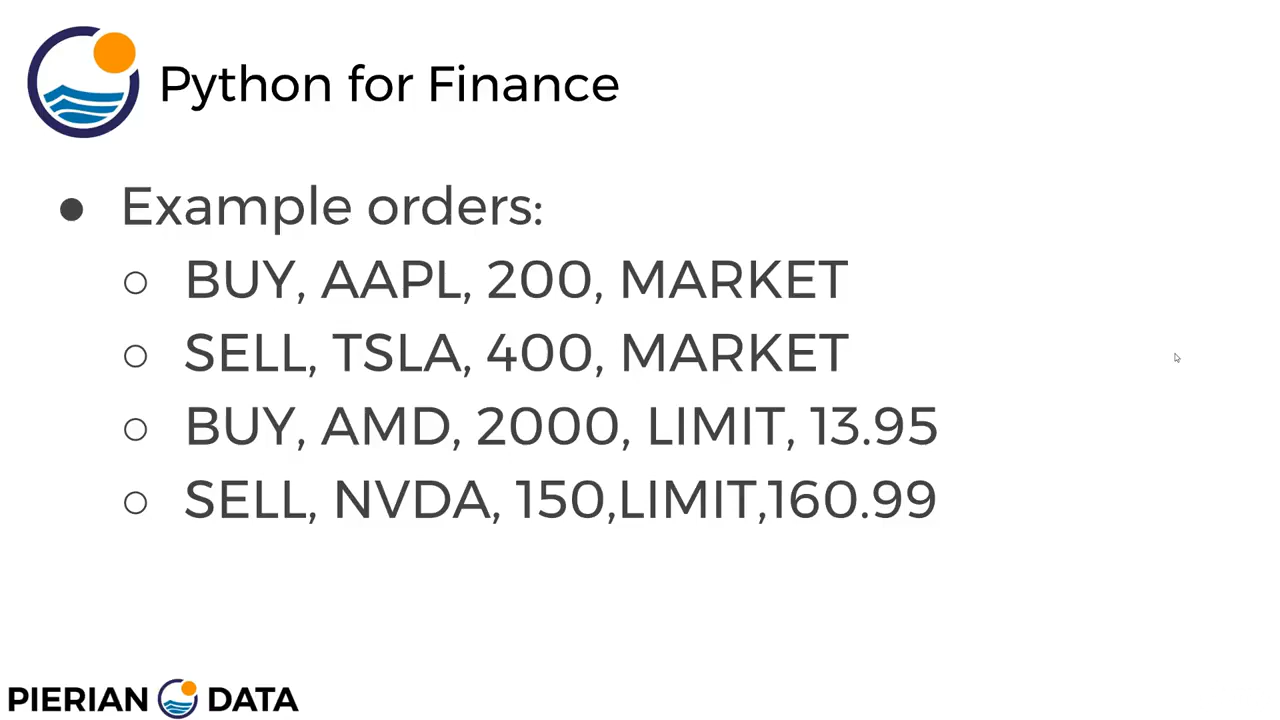 Python for Finance
● Example orders:
○ BUY, AAPL, 200, MARKET
○ SELL, TSLA, 400, MARKET
○ BUY, AMD, 2000, LIMIT, 13.95
○ SELL, NVDA, 150,LIMIT,160.99
PIERIAN DATA